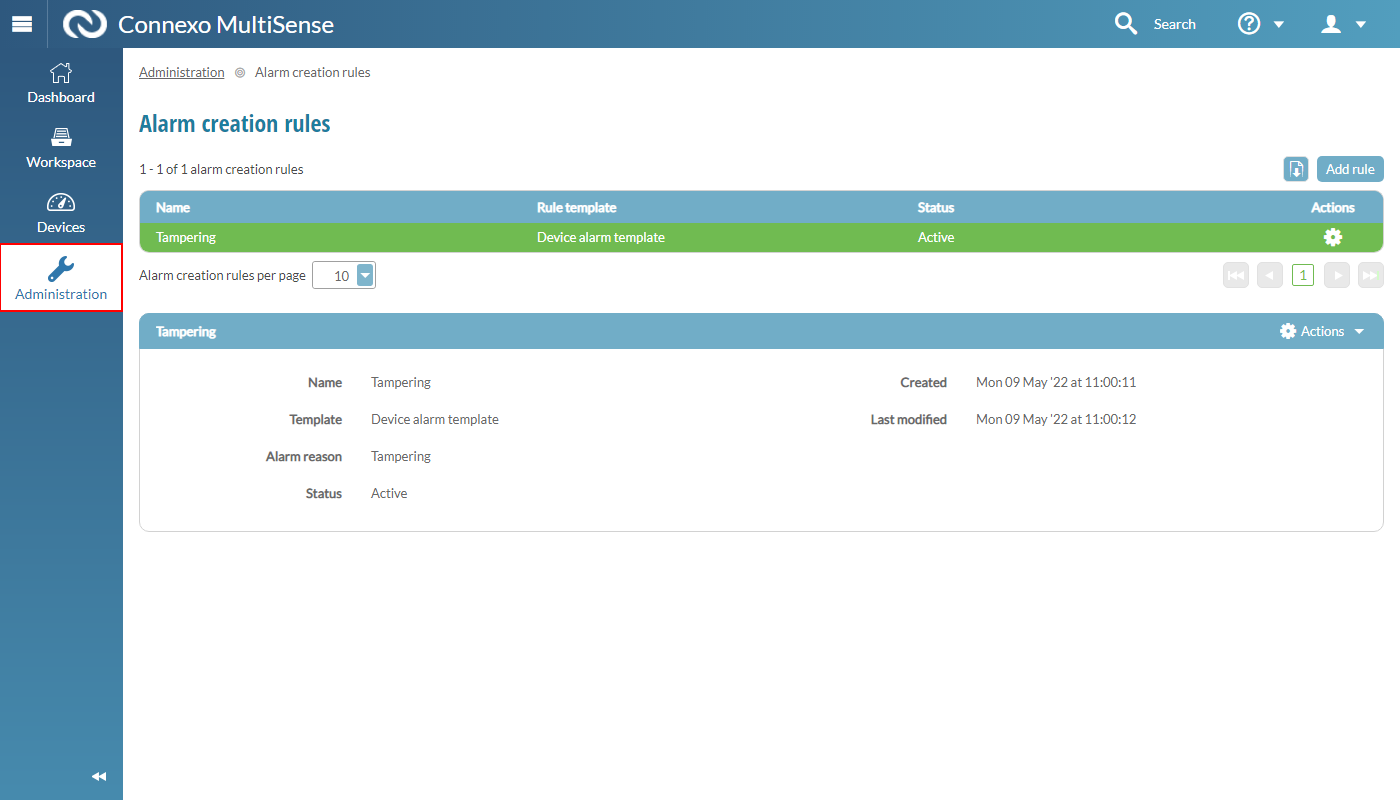 Connexo MultiSense
Search
Dashboard
Workspace
Devices
Administration
Administration Alarm creation rules
Alarm creation rules
1 - 1 of 1 alarm creation rules
Add rule
Name Rule template Status Actions
Tampering Device alarm template Active
Alarm creation rules per page 10
1
Tampering Actions
Name Tampering Created Mon 09 May '22 at 11:00:11
Template Device alarm template Last modified Mon 09 May '22 at 11:00:12
Alarm reason Tampering
Status Active